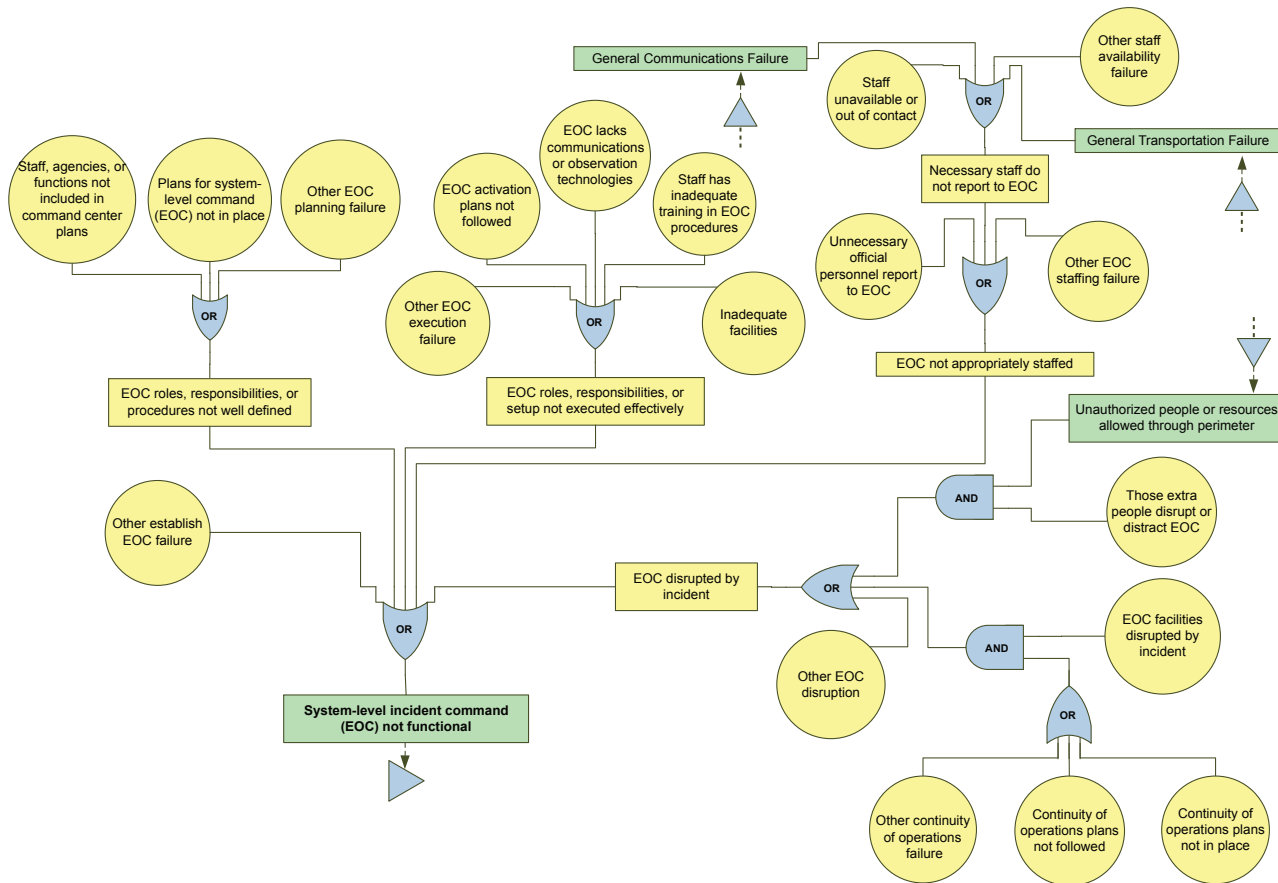 General Communications Failure
Other staff
availability
failure
Staff
unavailable or
out of contact
OR
General Transportation Failure
Necessary staff do
not report to EOC
Staff, agencies, or
functions not
included in
command center
plans
Plans for system-
level command
(EOC) not in place
Other EOC
planning failure
EOC activation
plans not
followed
EOC lacks
communications
or observation
technologies
Staff has
inadequate
training in EOC
procedures
Unnecessary
official
personnel report
to EOC
OR
Other EOC
staffing failure
OR
Other EOC
execution
failure
OR
Inadequate
facilities
EOC not appropriately staffed
EOC roles, responsibilities, or
procedures not well defined
EOC roles, responsibilities, or
setup not executed effectively
Unauthorized people or resources
allowed through perimeter
AND
Those extra
people disrupt or
distract EOC
Other establish
EOC failure
EOC disrupted by
incident
OR
OR
AND
EOC facilities
disrupted by
incident
Other EOC
disruption
System-level incident command
(EOC) not functional
OR
Other continuity
of operations
failure
Continuity of
operations plans
not followed
Continuity of
operations plans
not in place